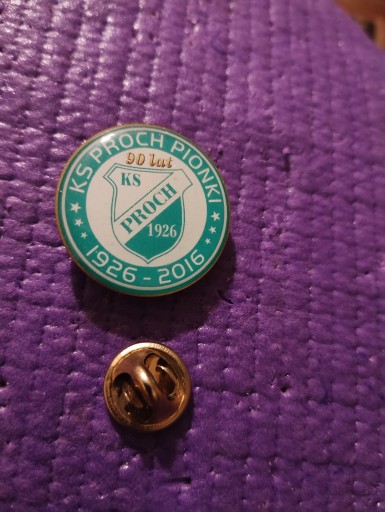 KS PROCH PIONKI
90 lat
KS
PROCH
1926
1926 - 2016